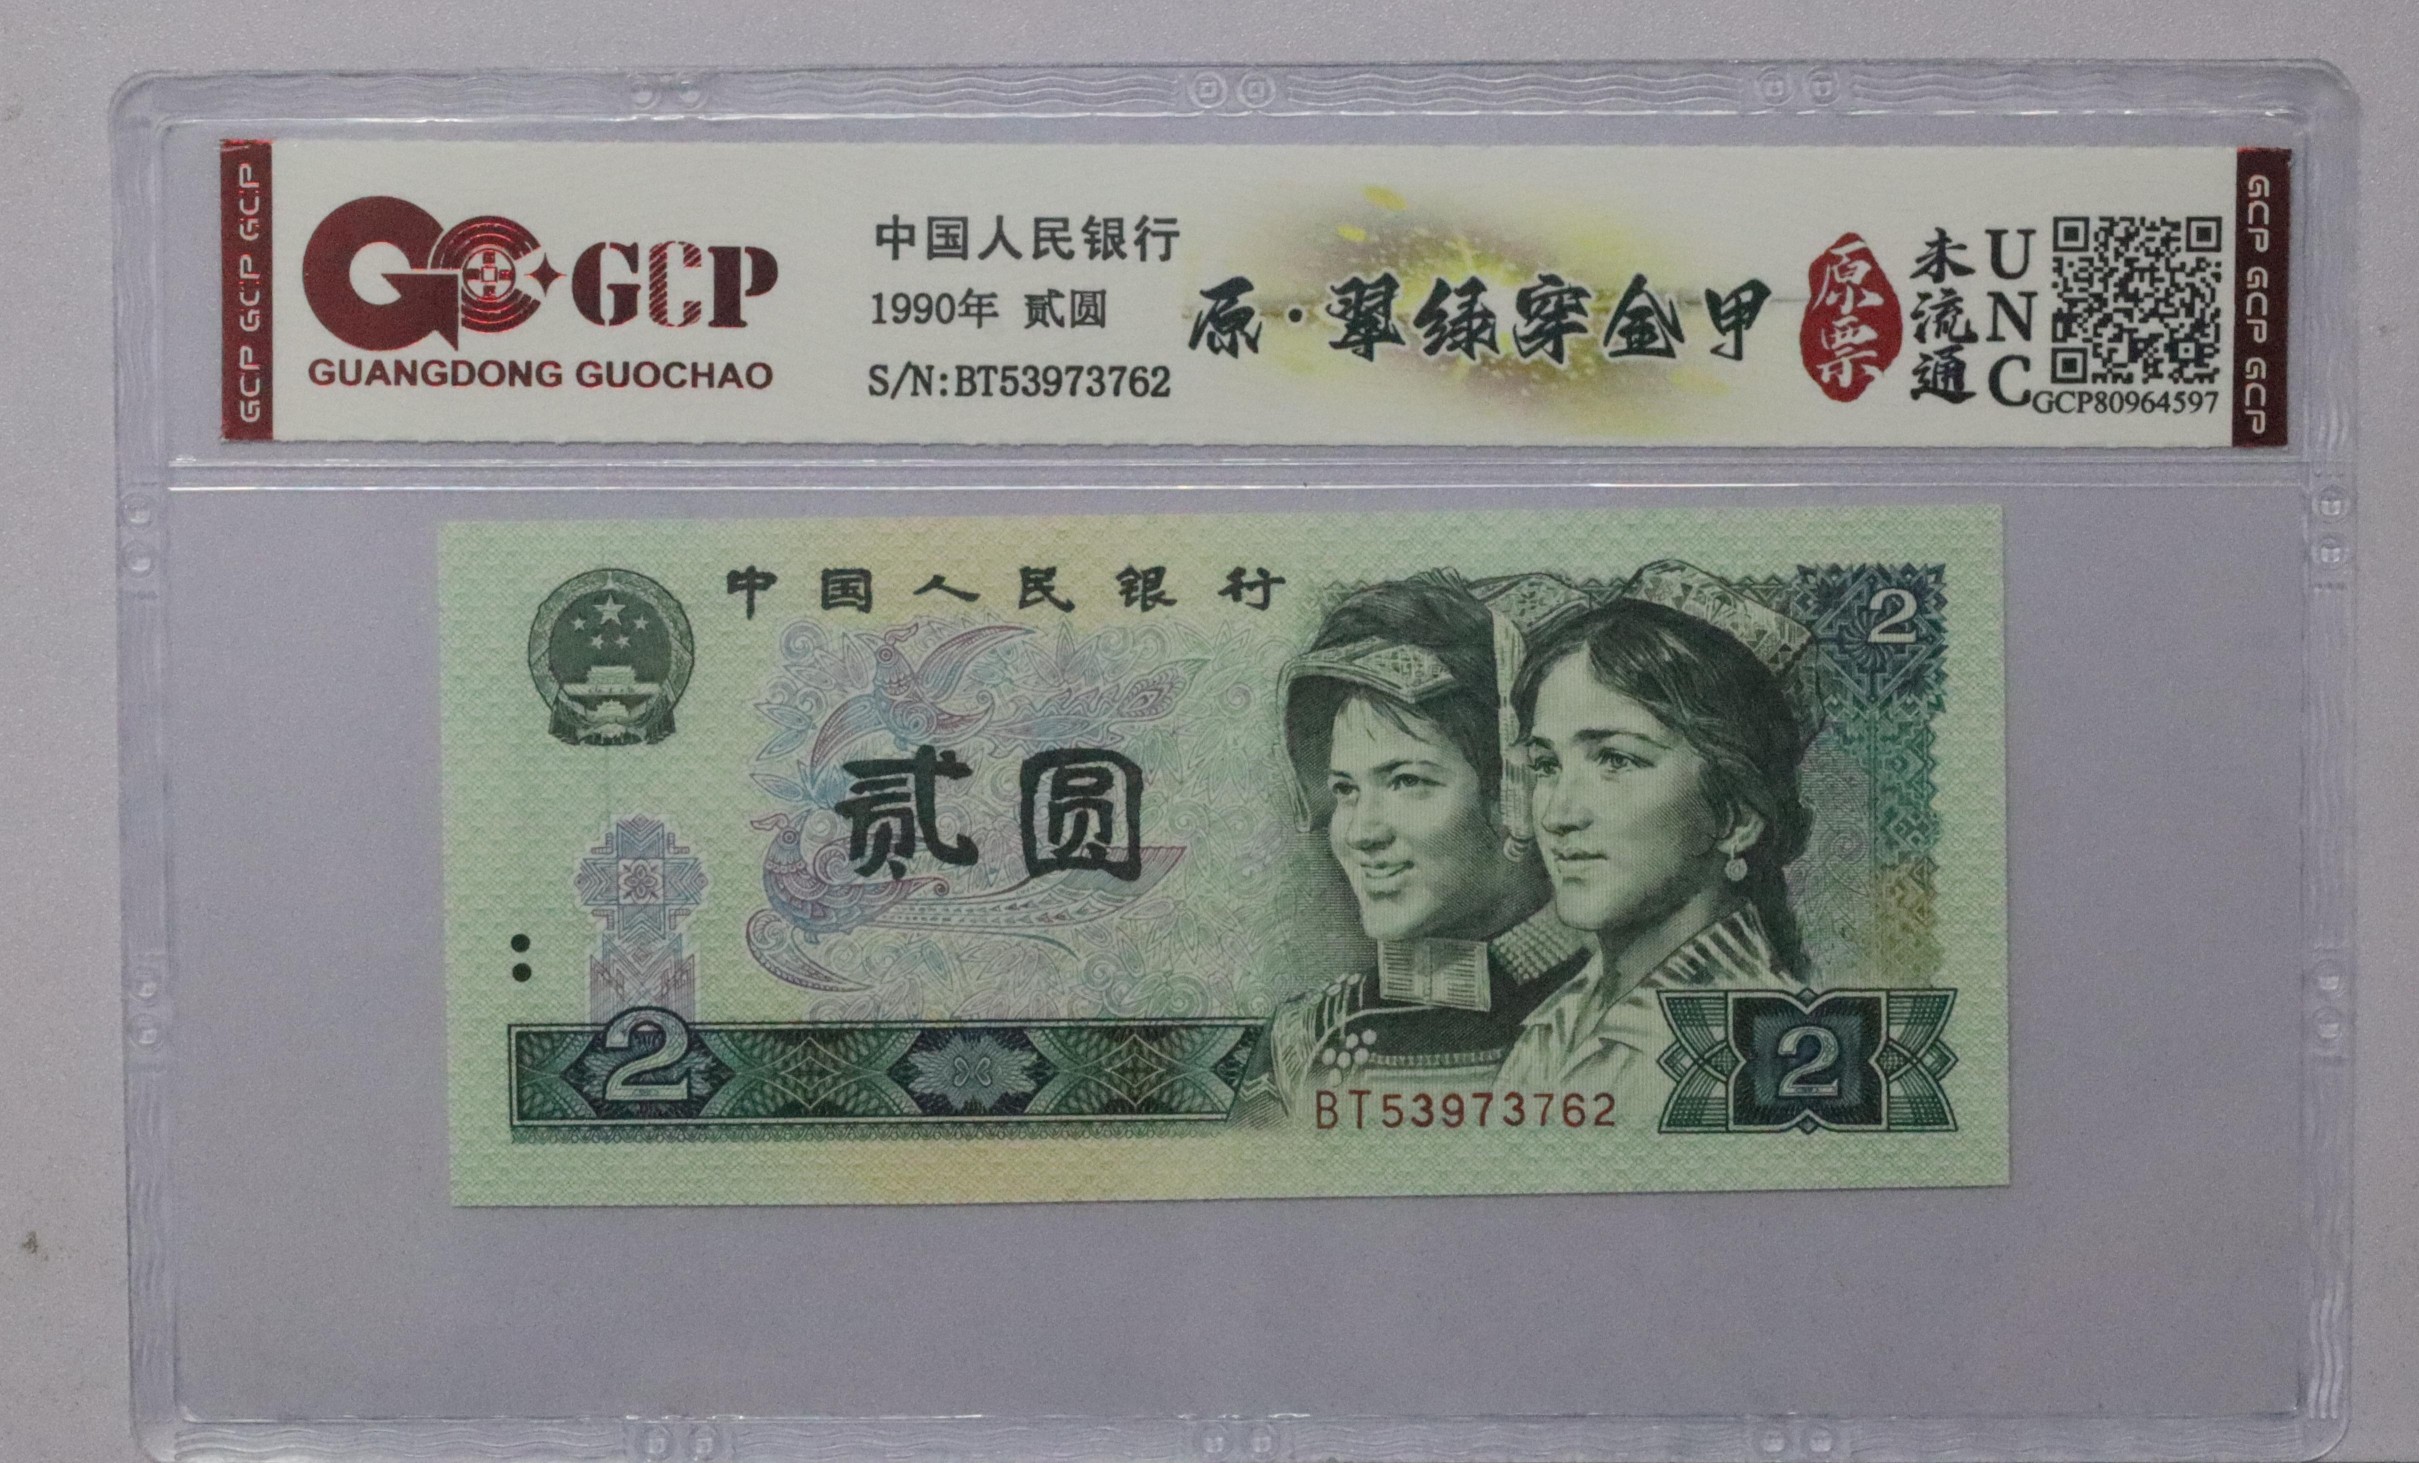 GCP GCP GCP
GCP
GUANGDONG GUOCHAO
中国人民银行
1990年 贰圆
S/N:BT53973762
原·翠绿穿金甲
原票
未流通
UNC
GCP80964597
GCP GCP GCP
中国人民银行
2
贰圆
2
BT53973762
2